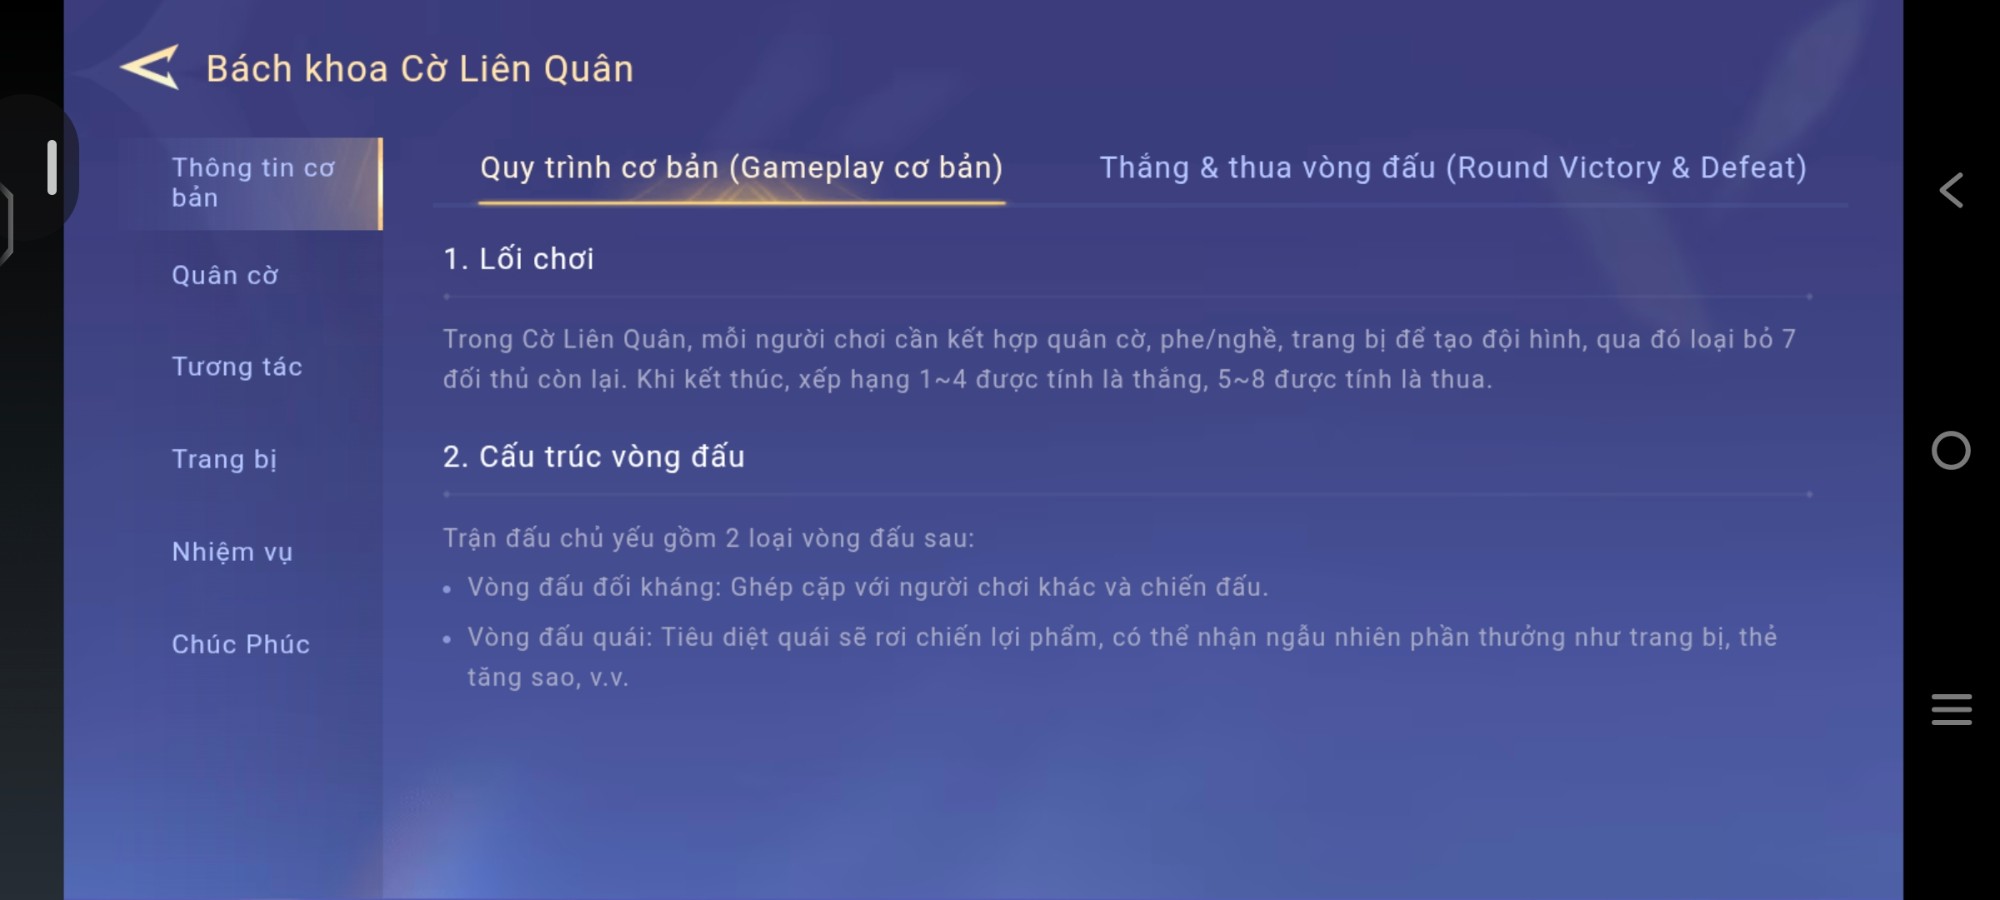 Bách khoa Cờ Liên Quân
Thông tin cơ
bản
Quân cờ
Tương tác
Trang bị
Nhiệm vụ
Chúc Phúc
Quy trình cơ bản (Gameplay cơ bản)
Thắng & thua vòng đấu (Round Victory & Defeat)
1. Lối chơi
Trong Cờ Liên Quân, mỗi người chơi cần kết hợp quân cờ, phe/nghề, trang bị để tạo đội hình, qua đó loại bỏ 7
đối thủ còn lại. Khi kết thúc, xếp hạng 1~4 được tính là thắng, 5~8 được tính là thua.
2. Cấu trúc vòng đấu
Trận đấu chủ yếu gồm 2 loại vòng đấu sau:
• Vòng đấu đối kháng: Ghép cặp với người chơi khác và chiến đấu.
• Vòng đấu quái: Tiêu diệt quái sẽ rơi chiến lợi phẩm, có thể nhận ngẫu nhiên phần thưởng như trang bị, thẻ
tăng sao, v.v.